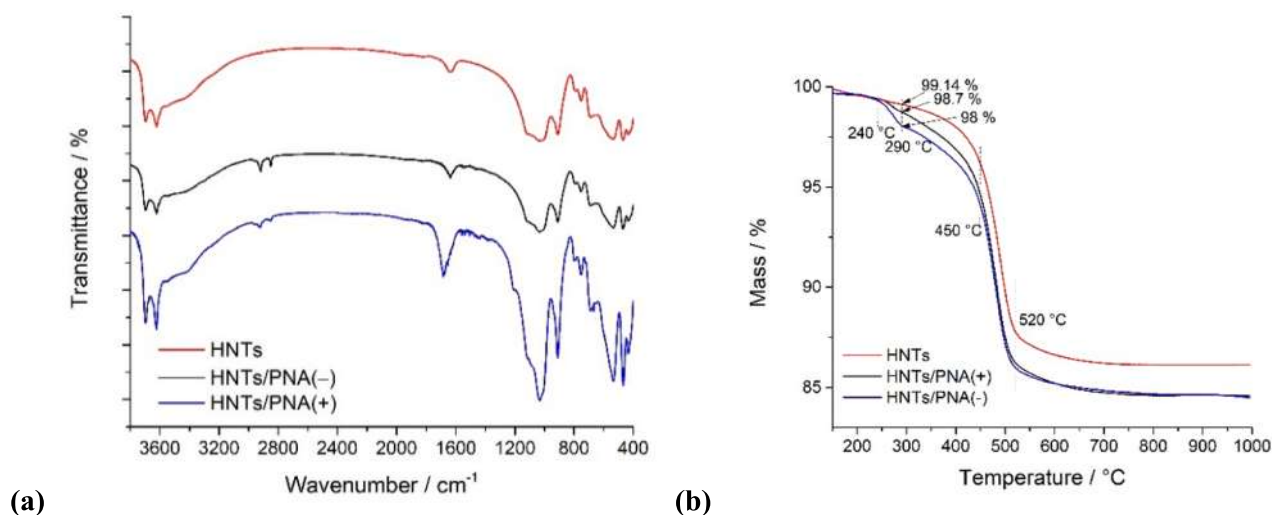 Transmittance / %
HNTs
HNTs/PNA(−)
HNTs/PNA(+)
3600 2800 2400 2000 1600 1200 800 400
Wavenumber / cm-1
(a)
100
95
90
85
Mass / %
99.14 %
98.7 %
98 %
240 °C
290 °C
450 °C
520 °C
HNTs
HNTs/PNA(+)
HNTs/PNA(-)
200 300 400 500 600 700 800 900 1000
Temperature / °C
(b)